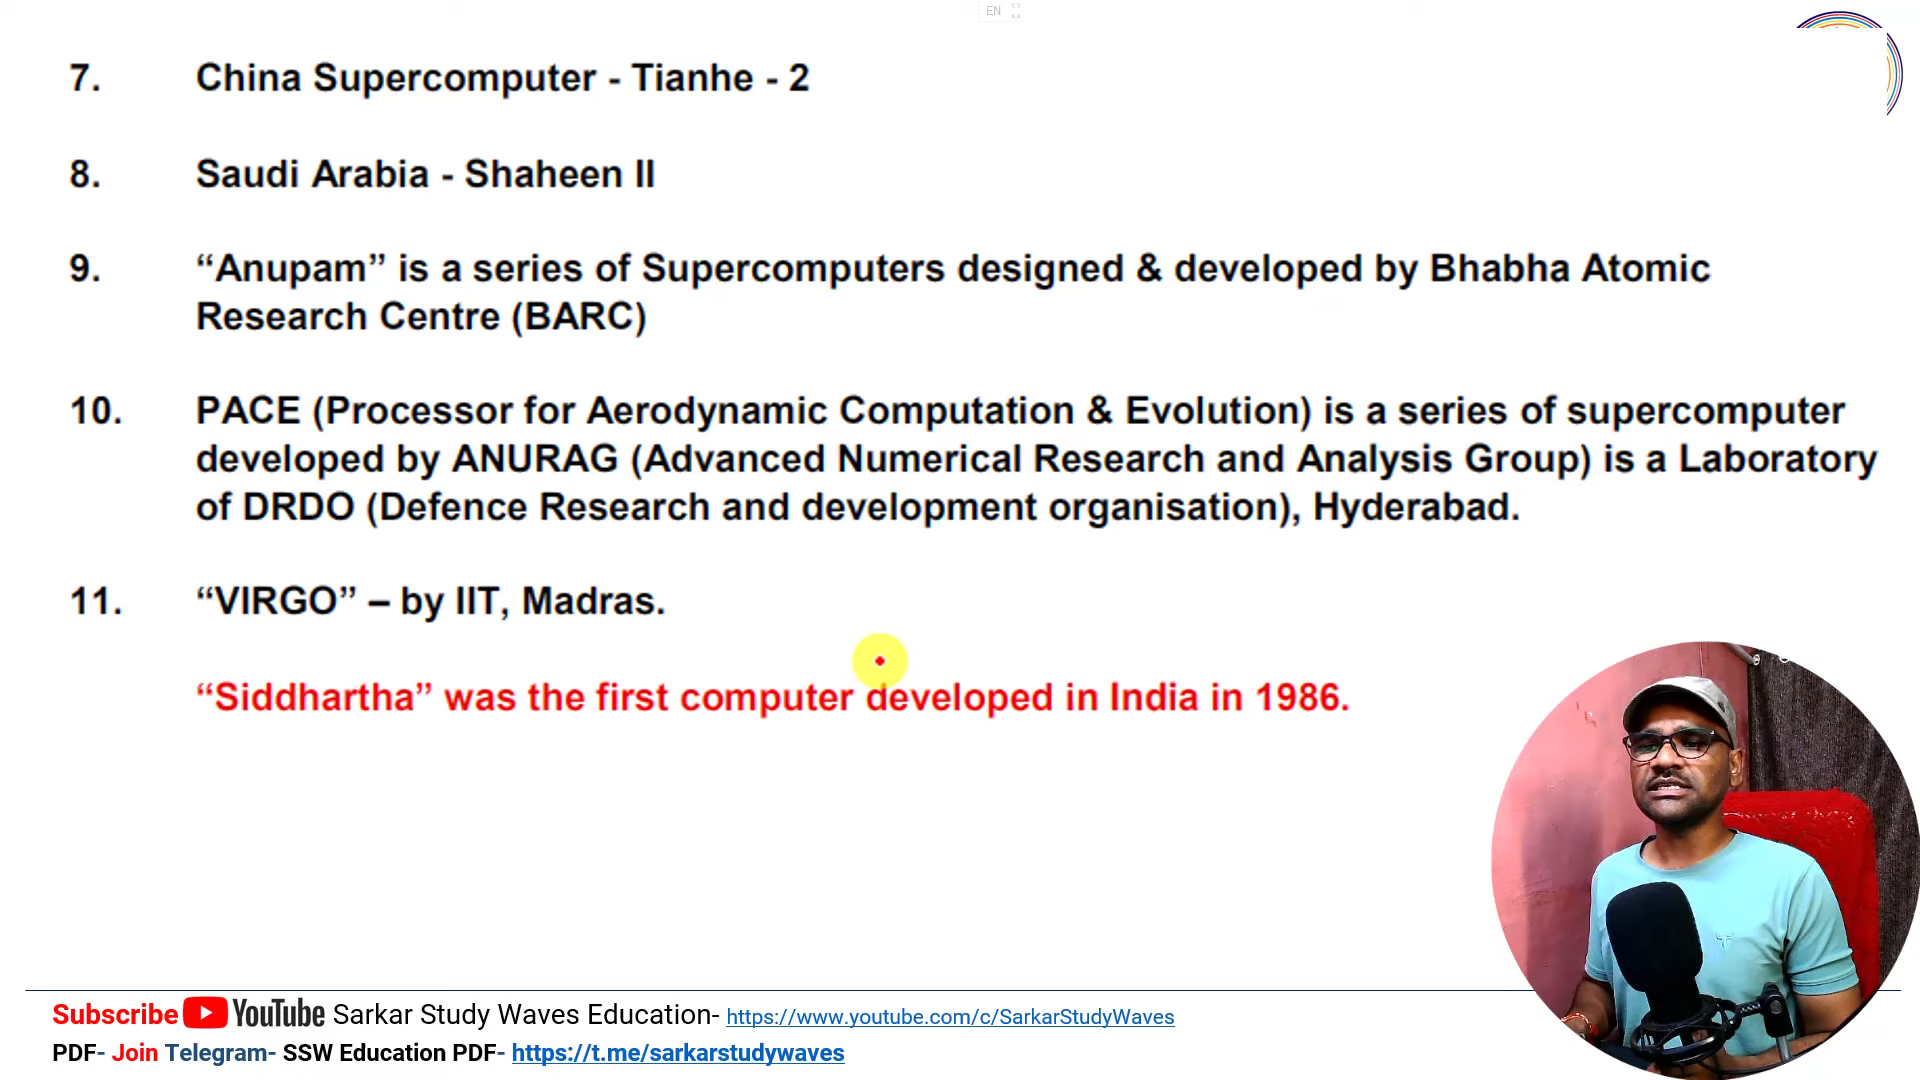 EN
7. China Supercomputer - Tianhe - 2
8. Saudi Arabia - Shaheen II
9. “Anupam” is a series of Supercomputers designed & developed by Bhabha Atomic
Research Centre (BARC)
10. PACE (Processor for Aerodynamic Computation & Evolution) is a series of supercomputer
developed by ANURAG (Advanced Numerical Research and Analysis Group) is a Laboratory
of DRDO (Defence Research and development organisation), Hyderabad.
11. “VIRGO” – by IIT, Madras.
“Siddhartha” was the first computer developed in India in 1986.
Subscribe YouTube Sarkar Study Waves Education- https://www.youtube.com/c/SarkarStudyWaves
PDF- Join Telegram- SSW Education PDF- https://t.me/sarkarstudywaves